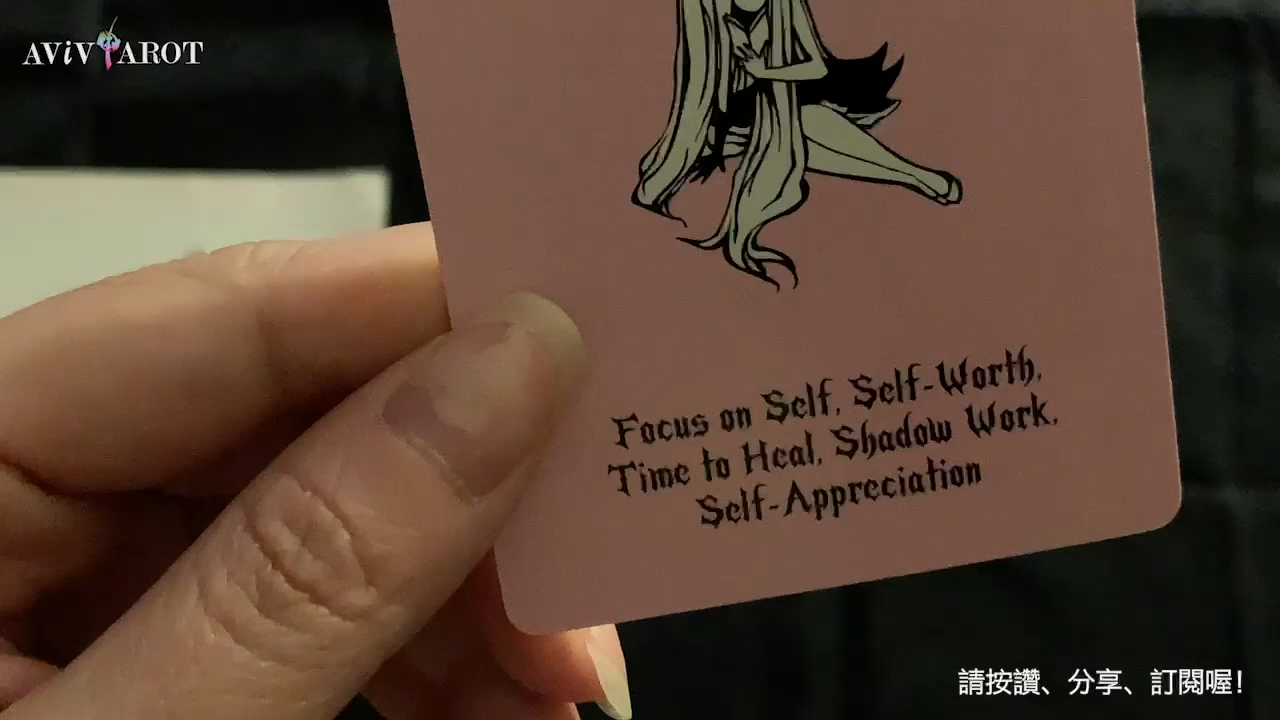 AViVTAROT
Focus on Self, Self-Worth,
Time to Heal, Shadow Work,
Self-Appreciation
請按讚、分享、訂閱喔!